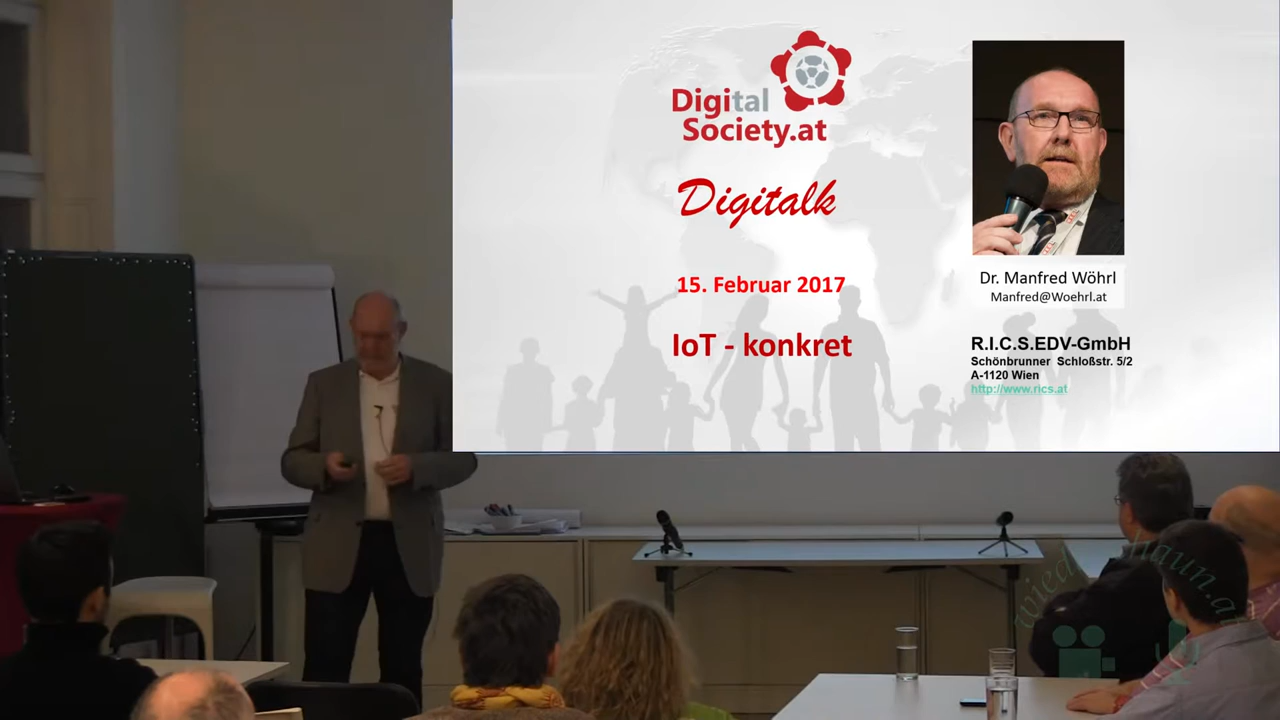 Digital
Society.at
Digitalk
15. Februar 2017
IoT - konkret
Dr. Manfred Wöhrl
Manfred@Woehrl.at
R.I.C.S.EDV-GmbH
Schönbrunner Schloßstr. 5/2
A-1120 Wien
http://www.rics.at